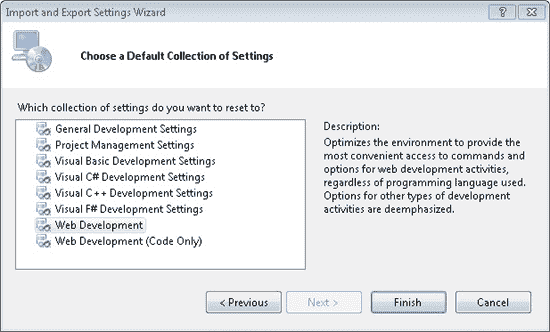 Import and Export Settings Wizard
Choose a Default Collection of Settings
Which collection of settings do you want to reset to?
General Development Settings
Project Management Settings
Visual Basic Development Settings
Visual C# Development Settings
Visual C++ Development Settings
Visual F# Development Settings
Web Development
Web Development (Code Only)
Description:
Optimizes the environment to provide the
most convenient access to commands and
options for web development activities,
regardless of programming language used.
Options for other types of development
activities are deemphasized.
< Previous
Next >
Finish
Cancel